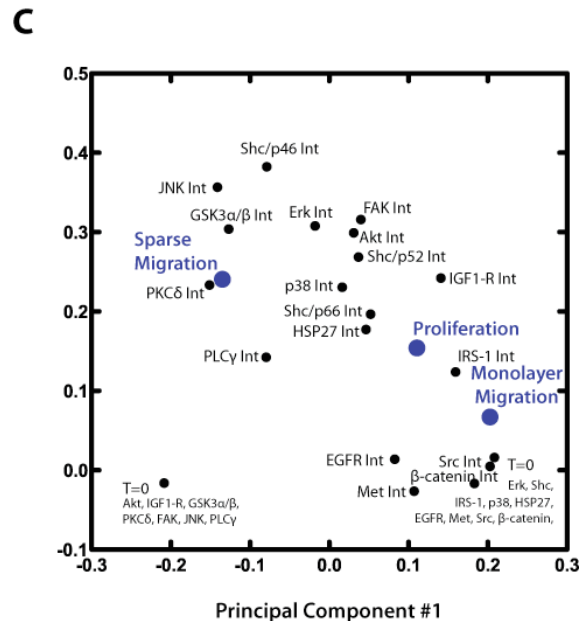 C
0.5
0.4
0.3
0.2
0.1
0.0
-0.1
Shc/p46 Int
JNK Int
GSK3α/β Int
Erk Int
FAK Int
Akt Int
Sparse
Migration
Shc/p52 Int
PKCδ Int
p38 Int
IGF1-R Int
Shc/p66 Int
HSP27 Int
Proliferation
PLCγ Int
IRS-1 Int
Monolayer
Migration
EGFR Int
Src Int
T=0
β-catenin Int
Met Int
Erk, Shc,
IRS-1, p38, HSP27,
EGFR, Met, Src, β-catenin,
T=0
Akt, IGF1-R, GSK3α/β,
PKCδ, FAK, JNK, PLCγ
-0.3 -0.2 -0.1 0.0 0.1 0.2 0.3
Principal Component #1